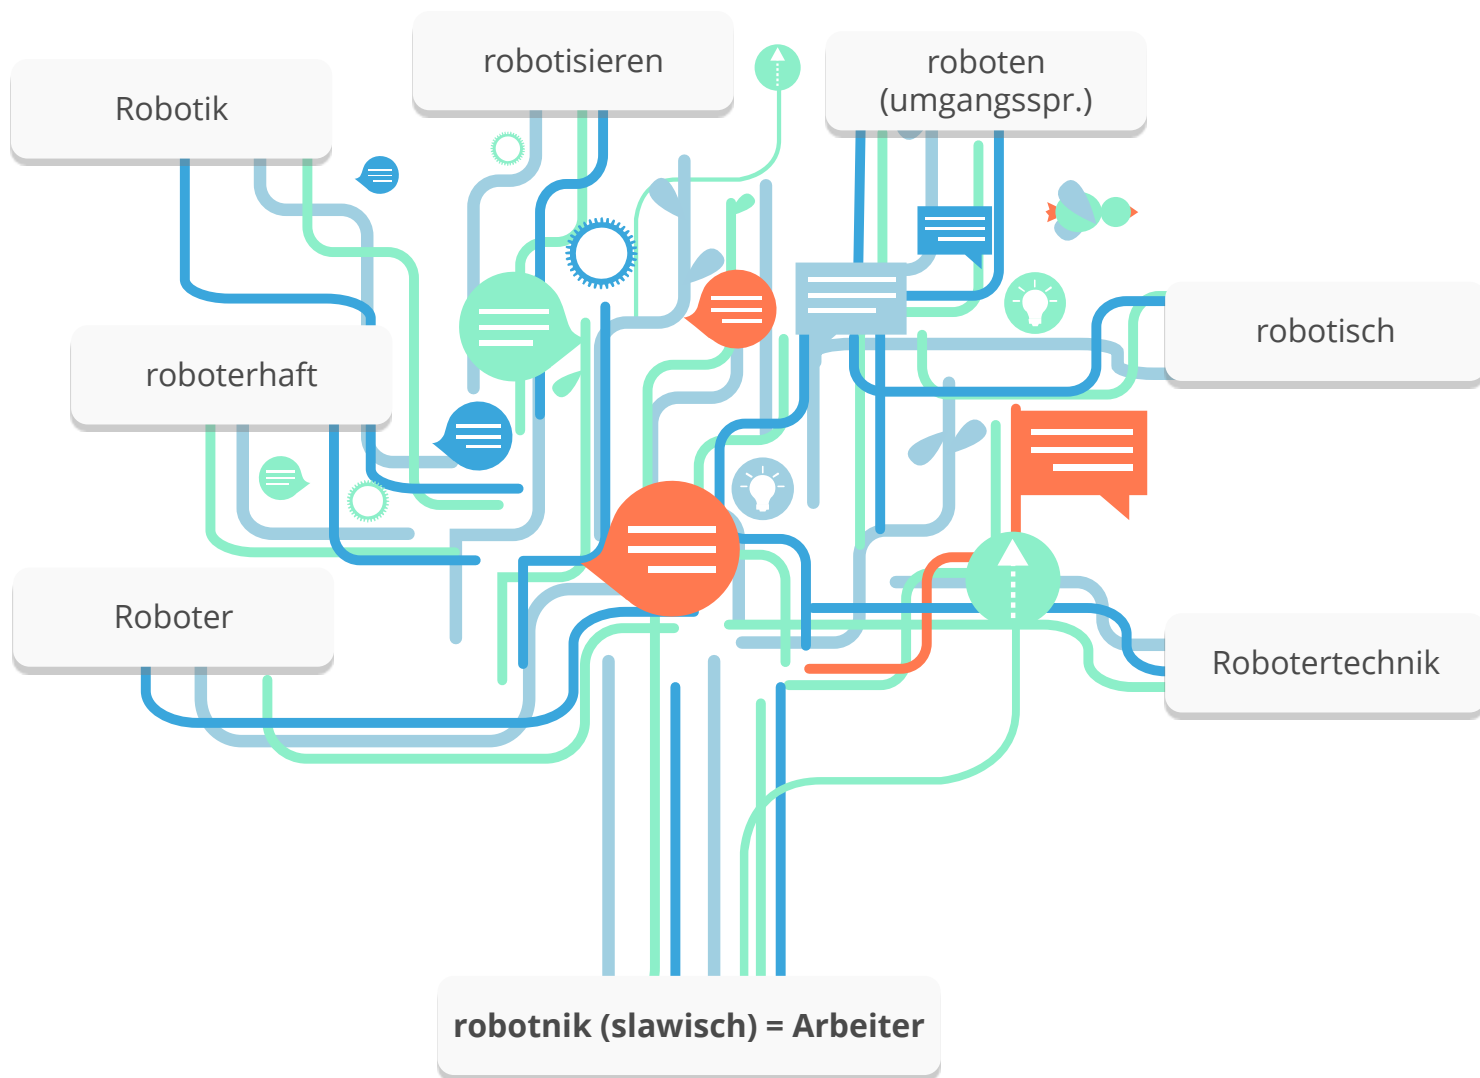 robotisieren
roboten
(umgangsspr.)
Robotik
robotisch
roboterhaft
Roboter
Robotertechnik
robotnik (slawisch) = Arbeiter